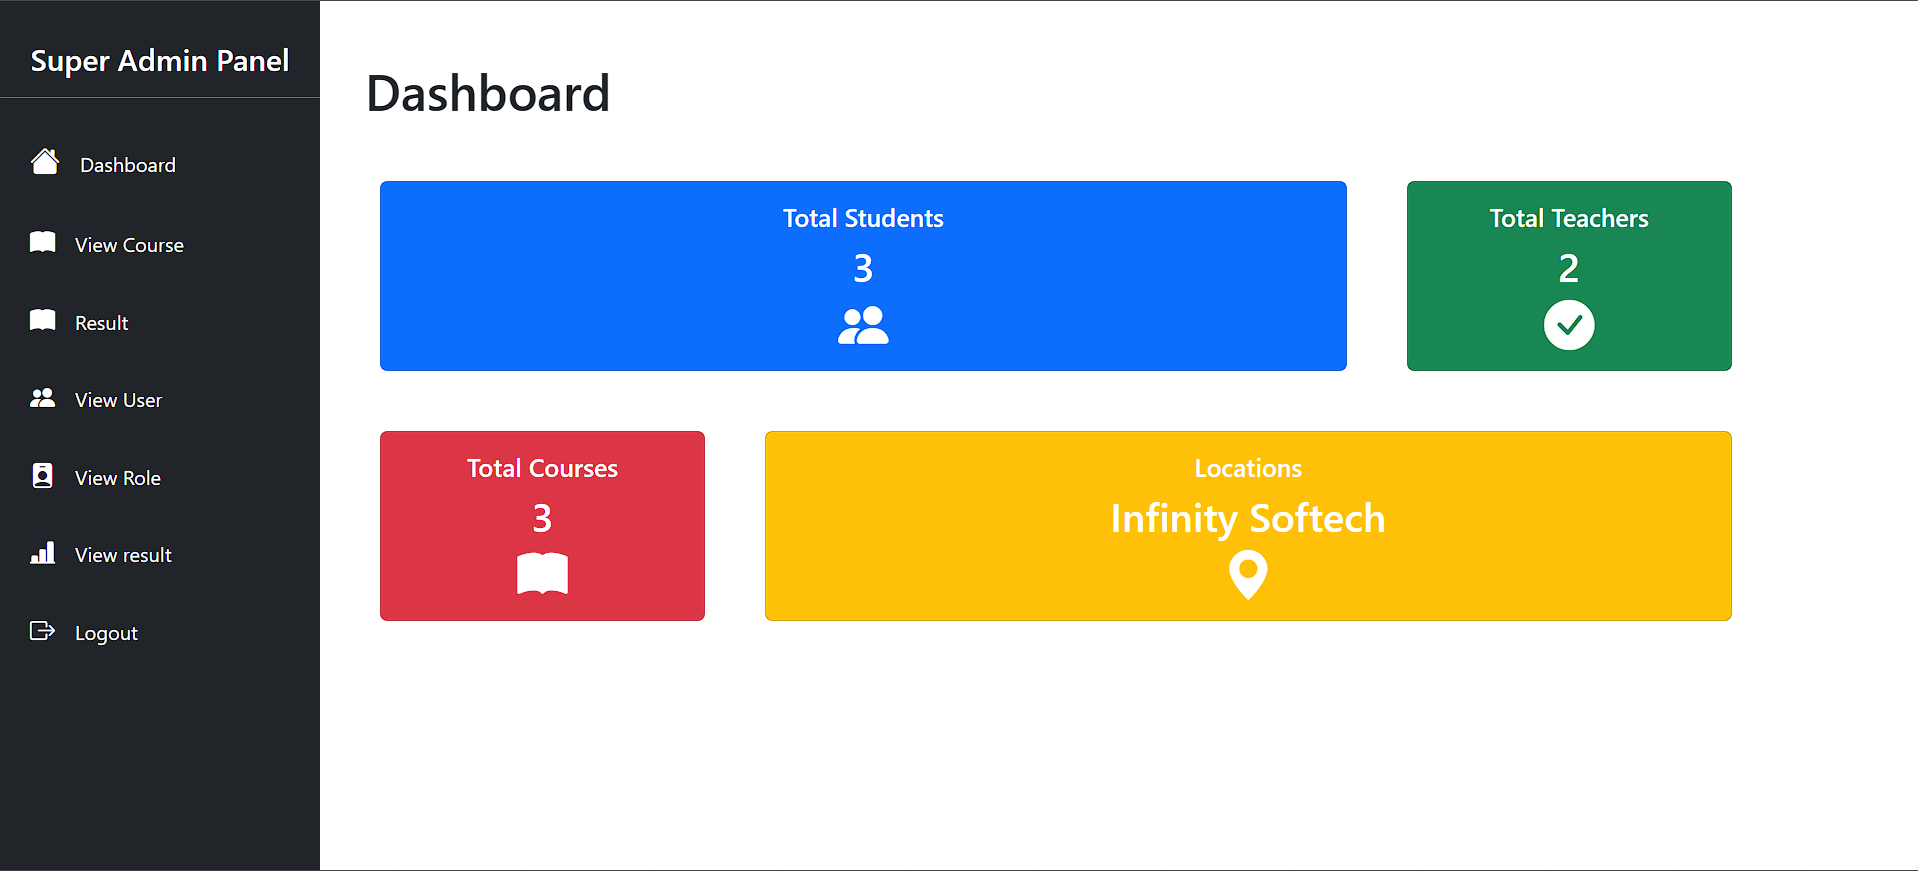 Super Admin Panel
Dashboard
View Course
Result
View User
View Role
View result
Logout
Dashboard
Total Students
3
Total Teachers
2
Total Courses
3
Locations
Infinity Softech